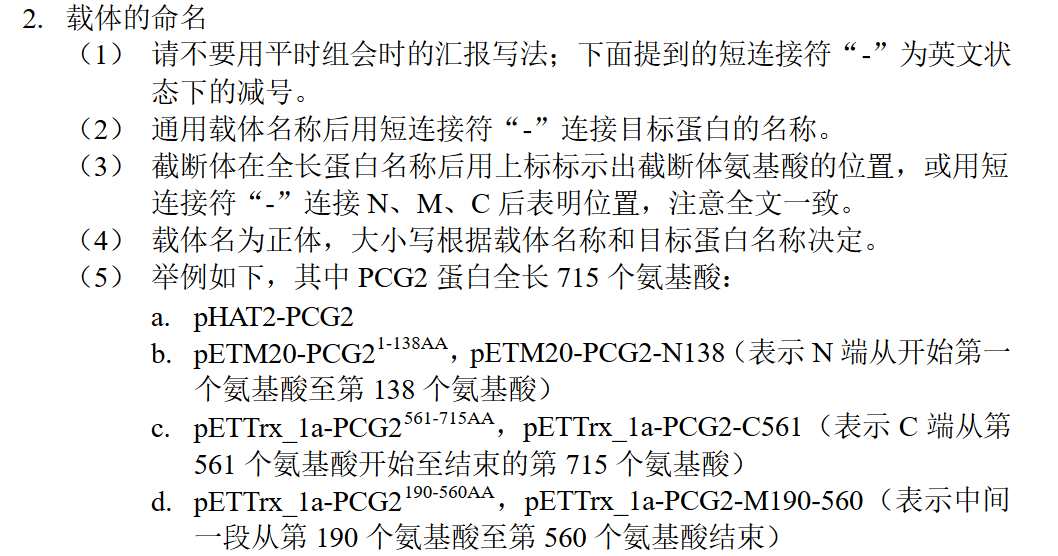 2. 载体的命名
（1） 请不要用平时组会时的汇报写法；下面提到的短连接符“-”为英文状
态下的减号。
（2） 通用载体名称后用短连接符“-”连接目标蛋白的名称。
（3） 截断体在全长蛋白名称后用上标标示出截断体氨基酸的位置，或用短
连接符“-”连接 N、M、C 后表明位置，注意全文一致。
（4） 载体名为正体，大小写根据载体名称和目标蛋白名称决定。
（5） 举例如下，其中 PCG2 蛋白全长 715 个氨基酸：
a. pHAT2-PCG2
b. pETM20-PCG2^1-138AA，pETM20-PCG2-N138（表示 N 端从开始第一
个氨基酸至第 138 个氨基酸）
c. pETTrx_1a-PCG2^561-715AA，pETTrx_1a-PCG2-C561（表示 C 端从第
561 个氨基酸开始至结束的第 715 个氨基酸）
d. pETTrx_1a-PCG2^190-560AA，pETTrx_1a-PCG2-M190-560（表示中间
一段从第 190 个氨基酸至第 560 个氨基酸结束）